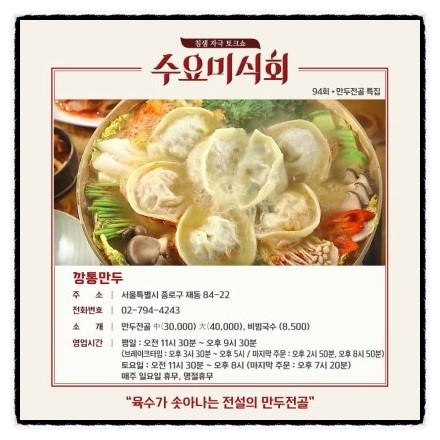 침샘 자극 토크쇼
수요미식회
94회 • 만두전골 특집
깡통만두
주 소 | 서울특별시 종로구 재동 84-22
전화번호 | 02-794-4243
소 개 | 만두전골 中(30,000) 大(40,000), 비빔국수 (8,500)
영업시간 | 평일 : 오전 11시 30분 ~ 오후 9시 30분
(브레이크타임 : 오후 3시 30분 ~ 오후 5시 / 마지막 주문 : 오후 2시 50분, 오후 8시 50분)
토요일 : 오전 11시 30분 ~ 오후 8시 (마지막 주문 : 오후 7시 20분)
매주 일요일 휴무, 명절휴무
“육수가 솟아나는 전설의 만두전골”